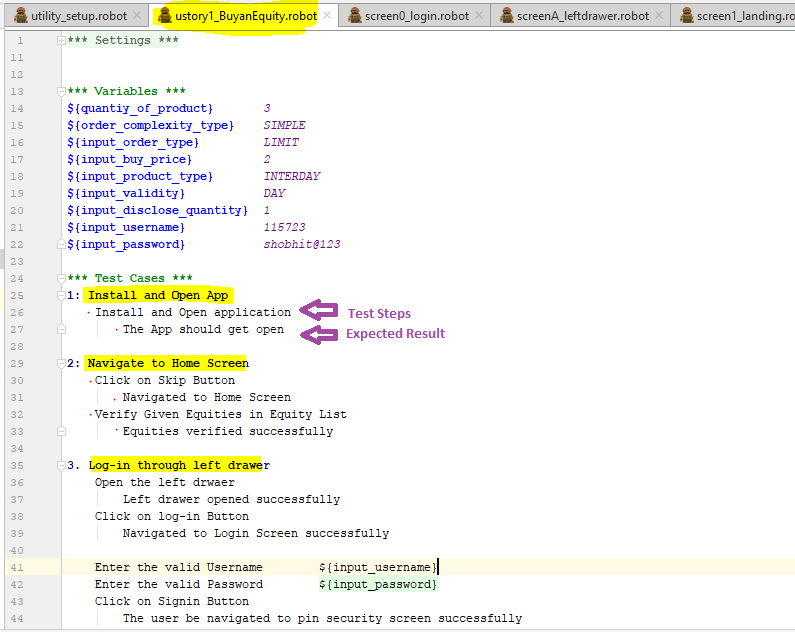 utility_setup.robot
ustory1_BuyanEquity.robot
screen0_login.robot
screenA_leftdrawer.robot
screen1_landing.ro
1 *** Settings ***
11
12
13 *** Variables ***
14 ${quantiy_of_product} 3
15 ${order_complexity_type} SIMPLE
16 ${input_order_type} LIMIT
17 ${input_buy_price} 2
18 ${input_product_type} INTERDAY
19 ${input_validity} DAY
20 ${input_disclose_quantity} 1
21 ${input_username} 115723
22 ${input_password} shobhit@123
23
24 *** Test Cases ***
25 1: Install and Open App
26 Install and Open application Test Steps
27 The App should get open Expected Result
28
29 2: Navigate to Home Screen
30 Click on Skip Button
31 Navigated to Home Screen
32 Verify Given Equities in Equity List
33 Equities verified successfully
34
35 3. Log-in through left drawer
36 Open the left drwaer
37 Left drawer opened successfully
38 Click on log-in Button
39 Navigated to Login Screen successfully
40
41 Enter the valid Username ${input_username}
42 Enter the valid Password ${input_password}
43 Click on Signin Button
44 The user be navigated to pin security screen successfully